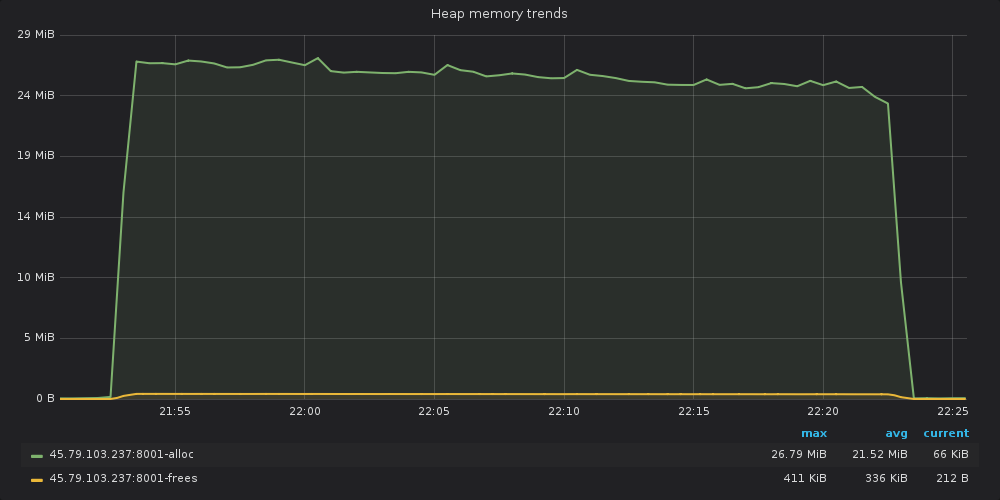 Heap memory trends
29 MiB
24 MiB
19 MiB
14 MiB
10 MiB
5 MiB
0 B
21:55 22:00 22:05 22:10 22:15 22:20 22:25
max avg current
45.79.103.237:8001-alloc 26.79 MiB 21.52 MiB 66 KiB
45.79.103.237:8001-frees 411 KiB 336 KiB 212 B